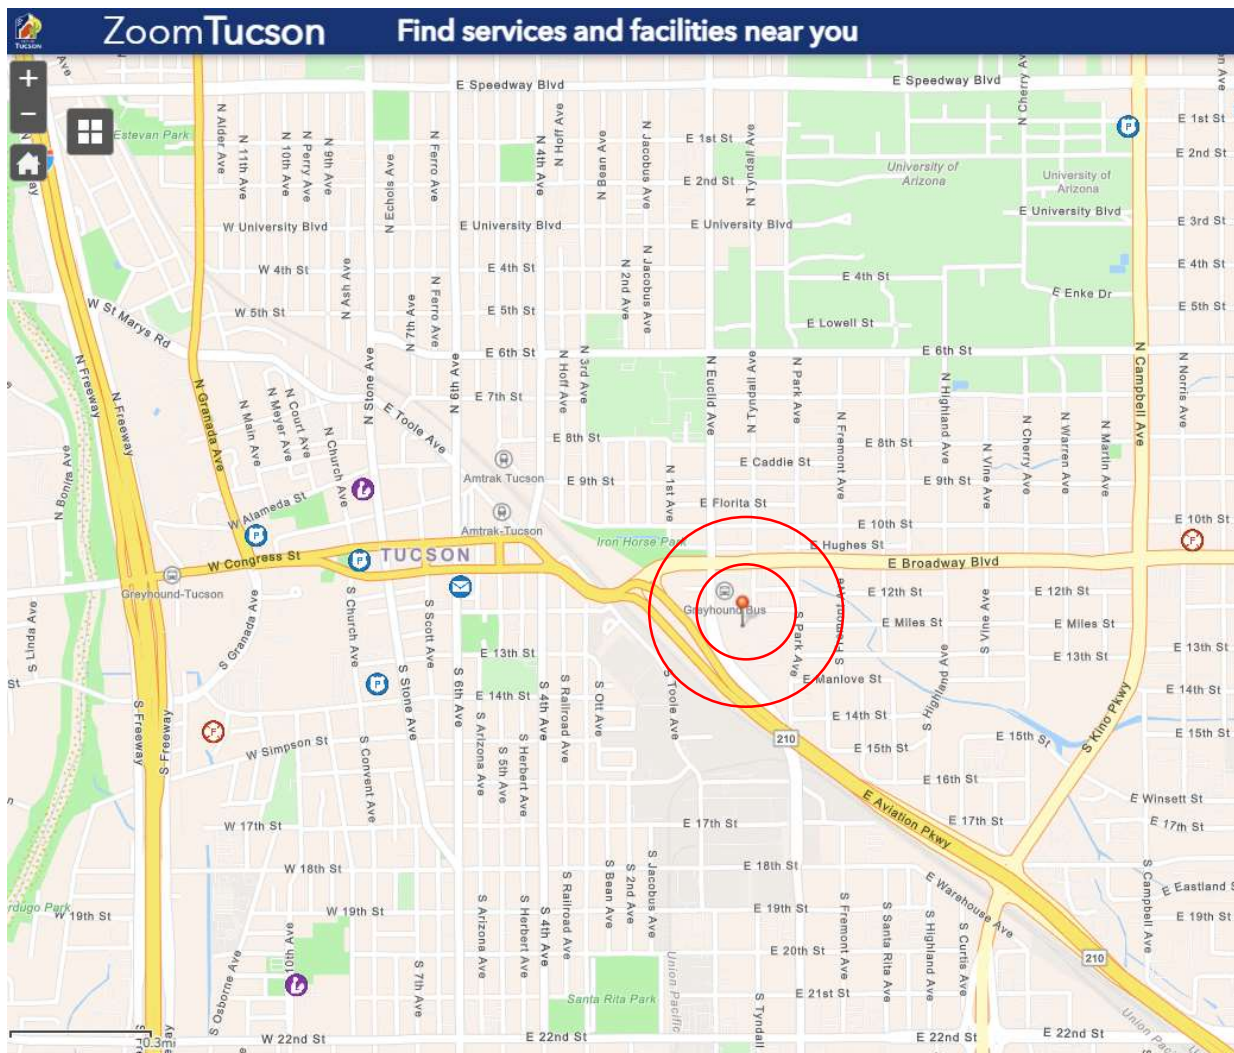 TUCSON
ZoomTucson
Find services and facilities near you
+
−
E Speedway Blvd
E Speedway Blvd
Estevan Park
N Alder Ave
N 11th Ave
N 10th Ave
N Perry Ave
N 9th Ave
N Echols Ave
N Ferro Ave
N 4th Ave
N Hoff Ave
N Bean Ave
N Jacobus Ave
N Tyndall Ave
N Cherry Av
E 1st St
E 1st St
E 2nd St
E 2nd St
University of
Arizona
University of
Arizona
W University Blvd
E University Blvd
E University Blvd
E University Blvd
E 3rd St
W 4th St
E 4th St
E 4th St
E 4th St
N Ash Ave
N 7th Ave
N Ferro Ave
N 2nd Ave
N Jacobus Ave
W 5th St
E 5th St
E 5th St
E Enke Dr
E Lowell St
W St Marys Rd
N Freeway
N Freeway
N Granada Ave
N Stone Ave
N 6th Ave
E 6th St
E 6th St
N Hoff Ave
N 3rd Ave
N Euclid Ave
N Tyndall Ave
N Park Ave
N Highland Ave
N Campbell Ave
N Norris Ave
E 7th St
N Main Ave
N Meyer Ave
N Court Ave
N Church Ave
E Toole Ave
N Fremont Ave
N Vine Ave
N Cherry Ave
N Warren Ave
N Martin Ave
E 8th St
E 8th St
E Caddie St
Amtrak Tucson
E 9th St
E 9th St
E 9th St
N 1st Ave
N Bonita Ave
W Alameda St
E Florita St
Amtrak-Tucson
E 10th St
E 10th St
Iron Horse Park
E Hughes St
TUCSON
W Congress St
E Broadway Blvd
Greyhound-Tucson
Greyhound Bus
E 12th St
E 12th St
E Miles St
E Miles St
S Linda Ave
S Granada Ave
S Church Ave
S Scott Ave
S Stone Ave
S 6th Ave
E 13th St
E 13th St
E 13th St
S Park Ave
S Fremont Ave
S Vine Ave
S Highland Ave
St
E Manlove St
E 14th St
E 14th St
E 14th St
S 4th Ave
S Railroad Ave
S Ott Ave
S Toole Ave
S Freeway
S Freeway
W Simpson St
S Convent Ave
S Arizona Ave
S 5th Ave
S Herbert Ave
210
E 15th St
E 15th St
E 15th St
S Kino Pkwy
E 16th St
E Aviation Pkwy
E Winsett St
W 17th St
E 17th St
E 17th St
E 17th St
W 18th St
E 18th St
S Bean Ave
S 2nd Ave
S Jacobus Ave
E Warehouse Ave
S Campbell Ave
E Eastland S
rdugo Park
W 19th St
W 19th St
E 19th St
E 19th St
10th Ave
S Osborne Ave
S 7th Ave
S Arizona Ave
S Herbert Ave
S 4th Ave
S Railroad Ave
S Fremont Ave
S Santa Rita Ave
S Highland Ave
S Curtis Ave
E 20th St
210
Santa Rita Park
Union Pacific
S Tyndall
E 21st St
Union Pacific
0.3mi
W 22nd St
E 22nd St
E 22nd St
E 22nd St